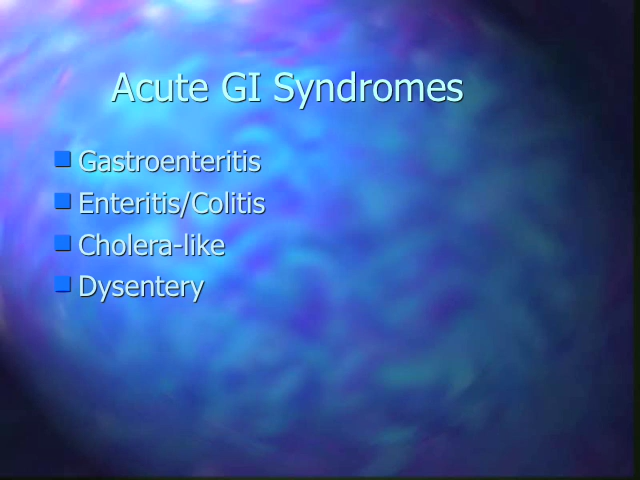 Acute GI Syndromes
Gastroenteritis
Enteritis/Colitis
Cholera-like
Dysentery